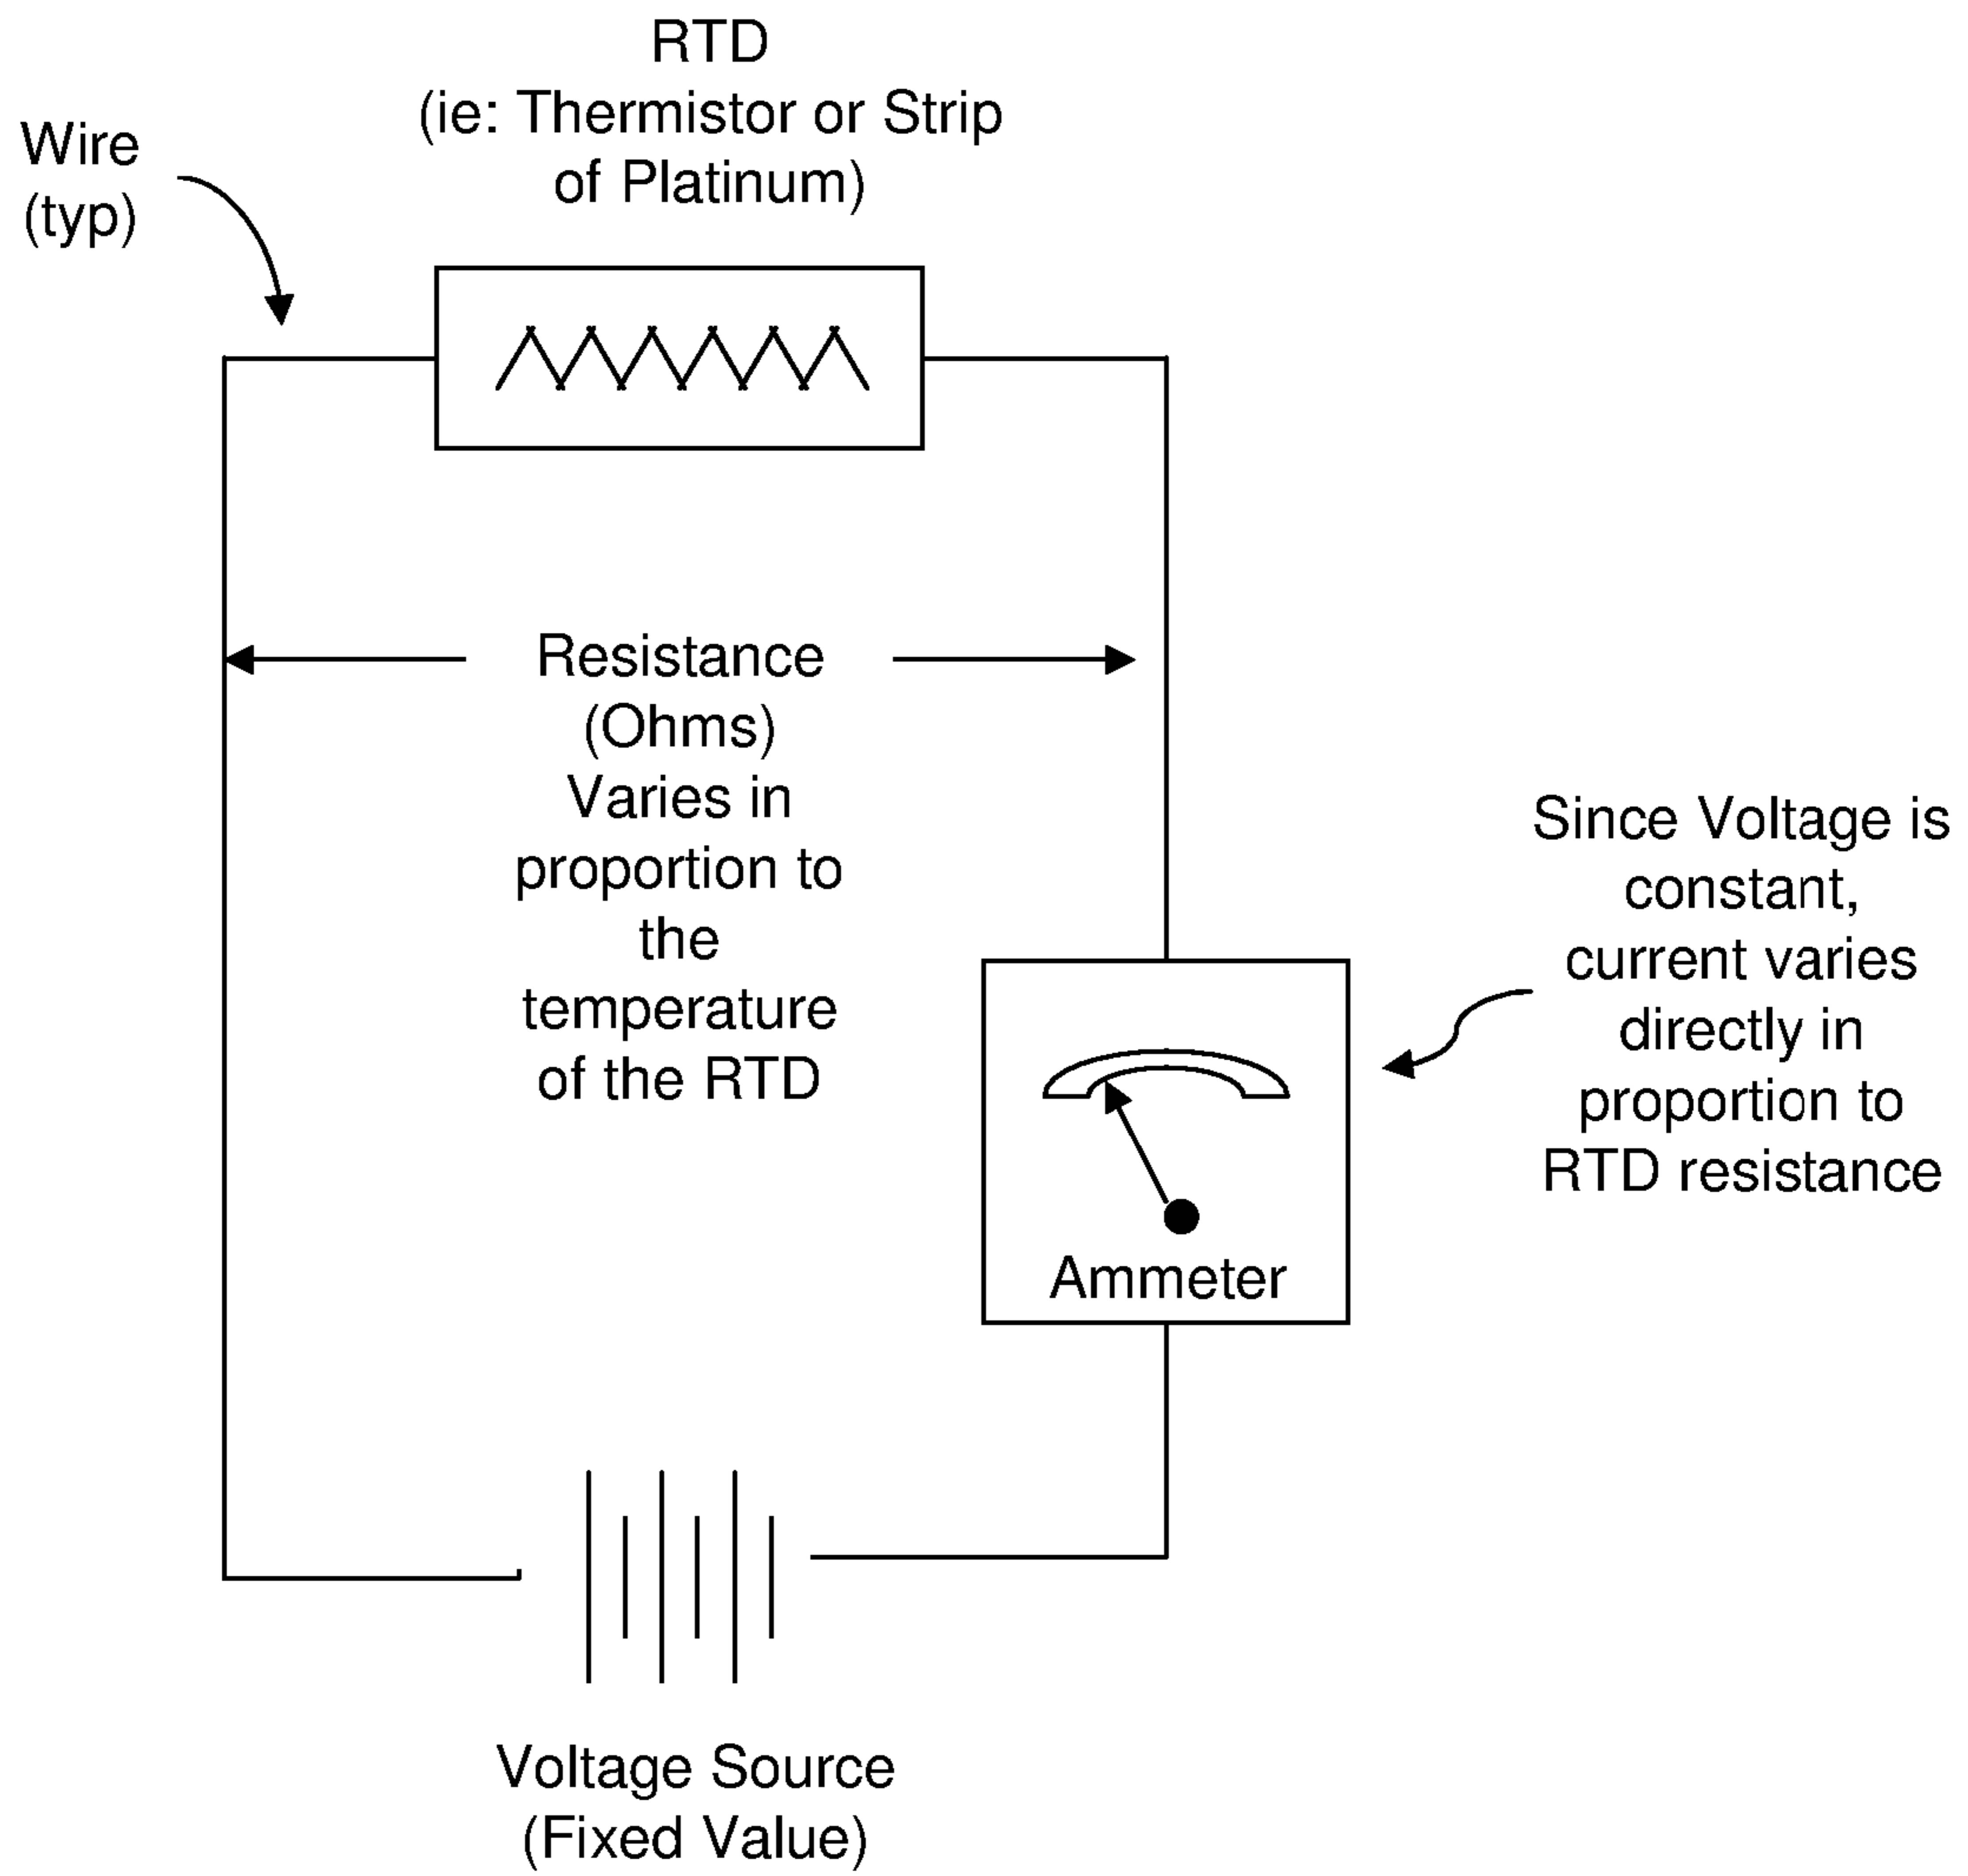 RTD
(ie: Thermistor or Strip
of Platinum)
Wire
(typ)
Resistance
(Ohms)
Varies in
proportion to
the
temperature
of the RTD
Since Voltage is
constant,
current varies
directly in
proportion to
RTD resistance
Ammeter
Voltage Source
(Fixed Value)